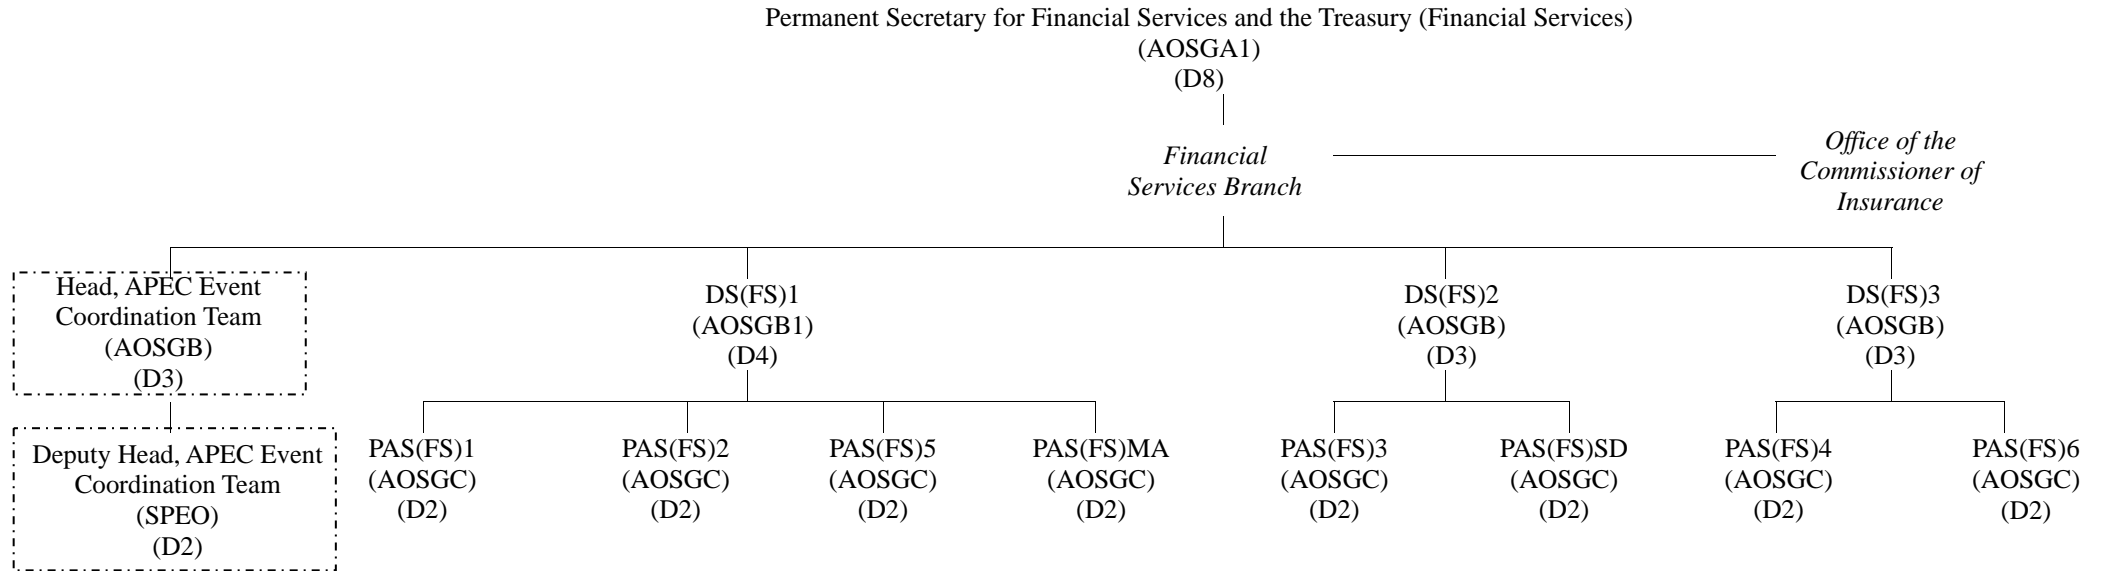 Permanent Secretary for Financial Services and the Treasury (Financial Services)
(AOSGA1)
(D8)
Financial
Services Branch
Office of the
Commissioner of
Insurance
Head, APEC Event
Coordination Team
(AOSGB)
(D3)
DS(FS)1
(AOSGB1)
(D4)
DS(FS)2
(AOSGB)
(D3)
DS(FS)3
(AOSGB)
(D3)
Deputy Head, APEC Event
Coordination Team
(SPEO)
(D2)
PAS(FS)1
(AOSGC)
(D2)
PAS(FS)2
(AOSGC)
(D2)
PAS(FS)5
(AOSGC)
(D2)
PAS(FS)MA
(AOSGC)
(D2)
PAS(FS)3
(AOSGC)
(D2)
PAS(FS)SD
(AOSGC)
(D2)
PAS(FS)4
(AOSGC)
(D2)
PAS(FS)6
(AOSGC)
(D2)